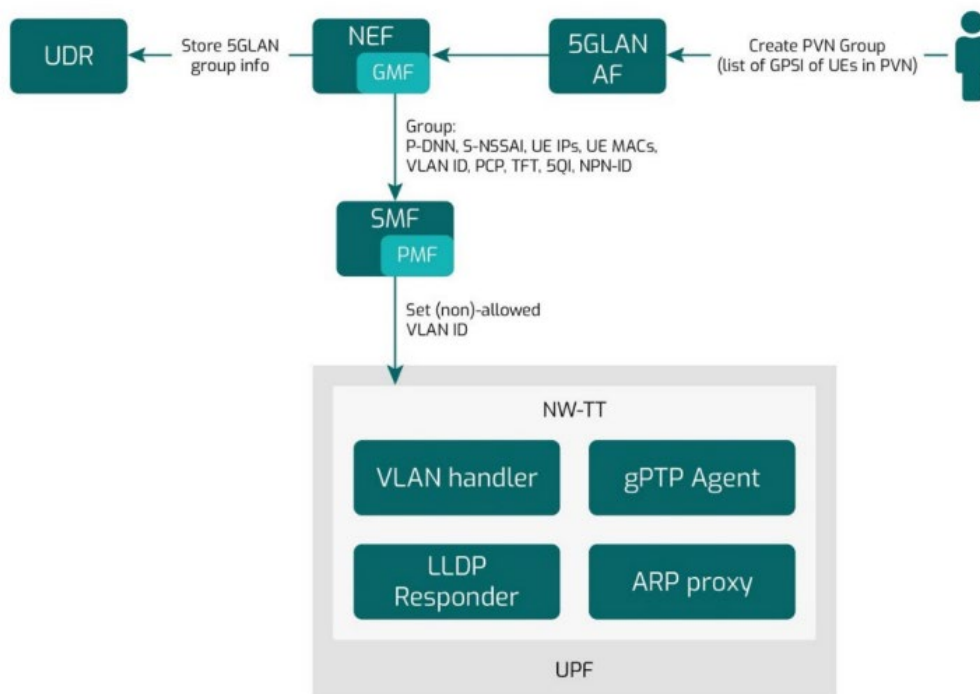 UDR
Store 5GLAN
group info
NEF
GMF
5GLAN
AF
Create PVN Group
(list of GPSI of UEs in PVN)
Group:
P-DNN, S-NSSAI, UE IPs, UE MACs,
VLAN ID, PCP, TFT, 5QI, NPN-ID
SMF
PMF
Set (non)-allowed
VLAN ID
NW-TT
VLAN handler
gPTP Agent
LLDP
Responder
ARP proxy
UPF